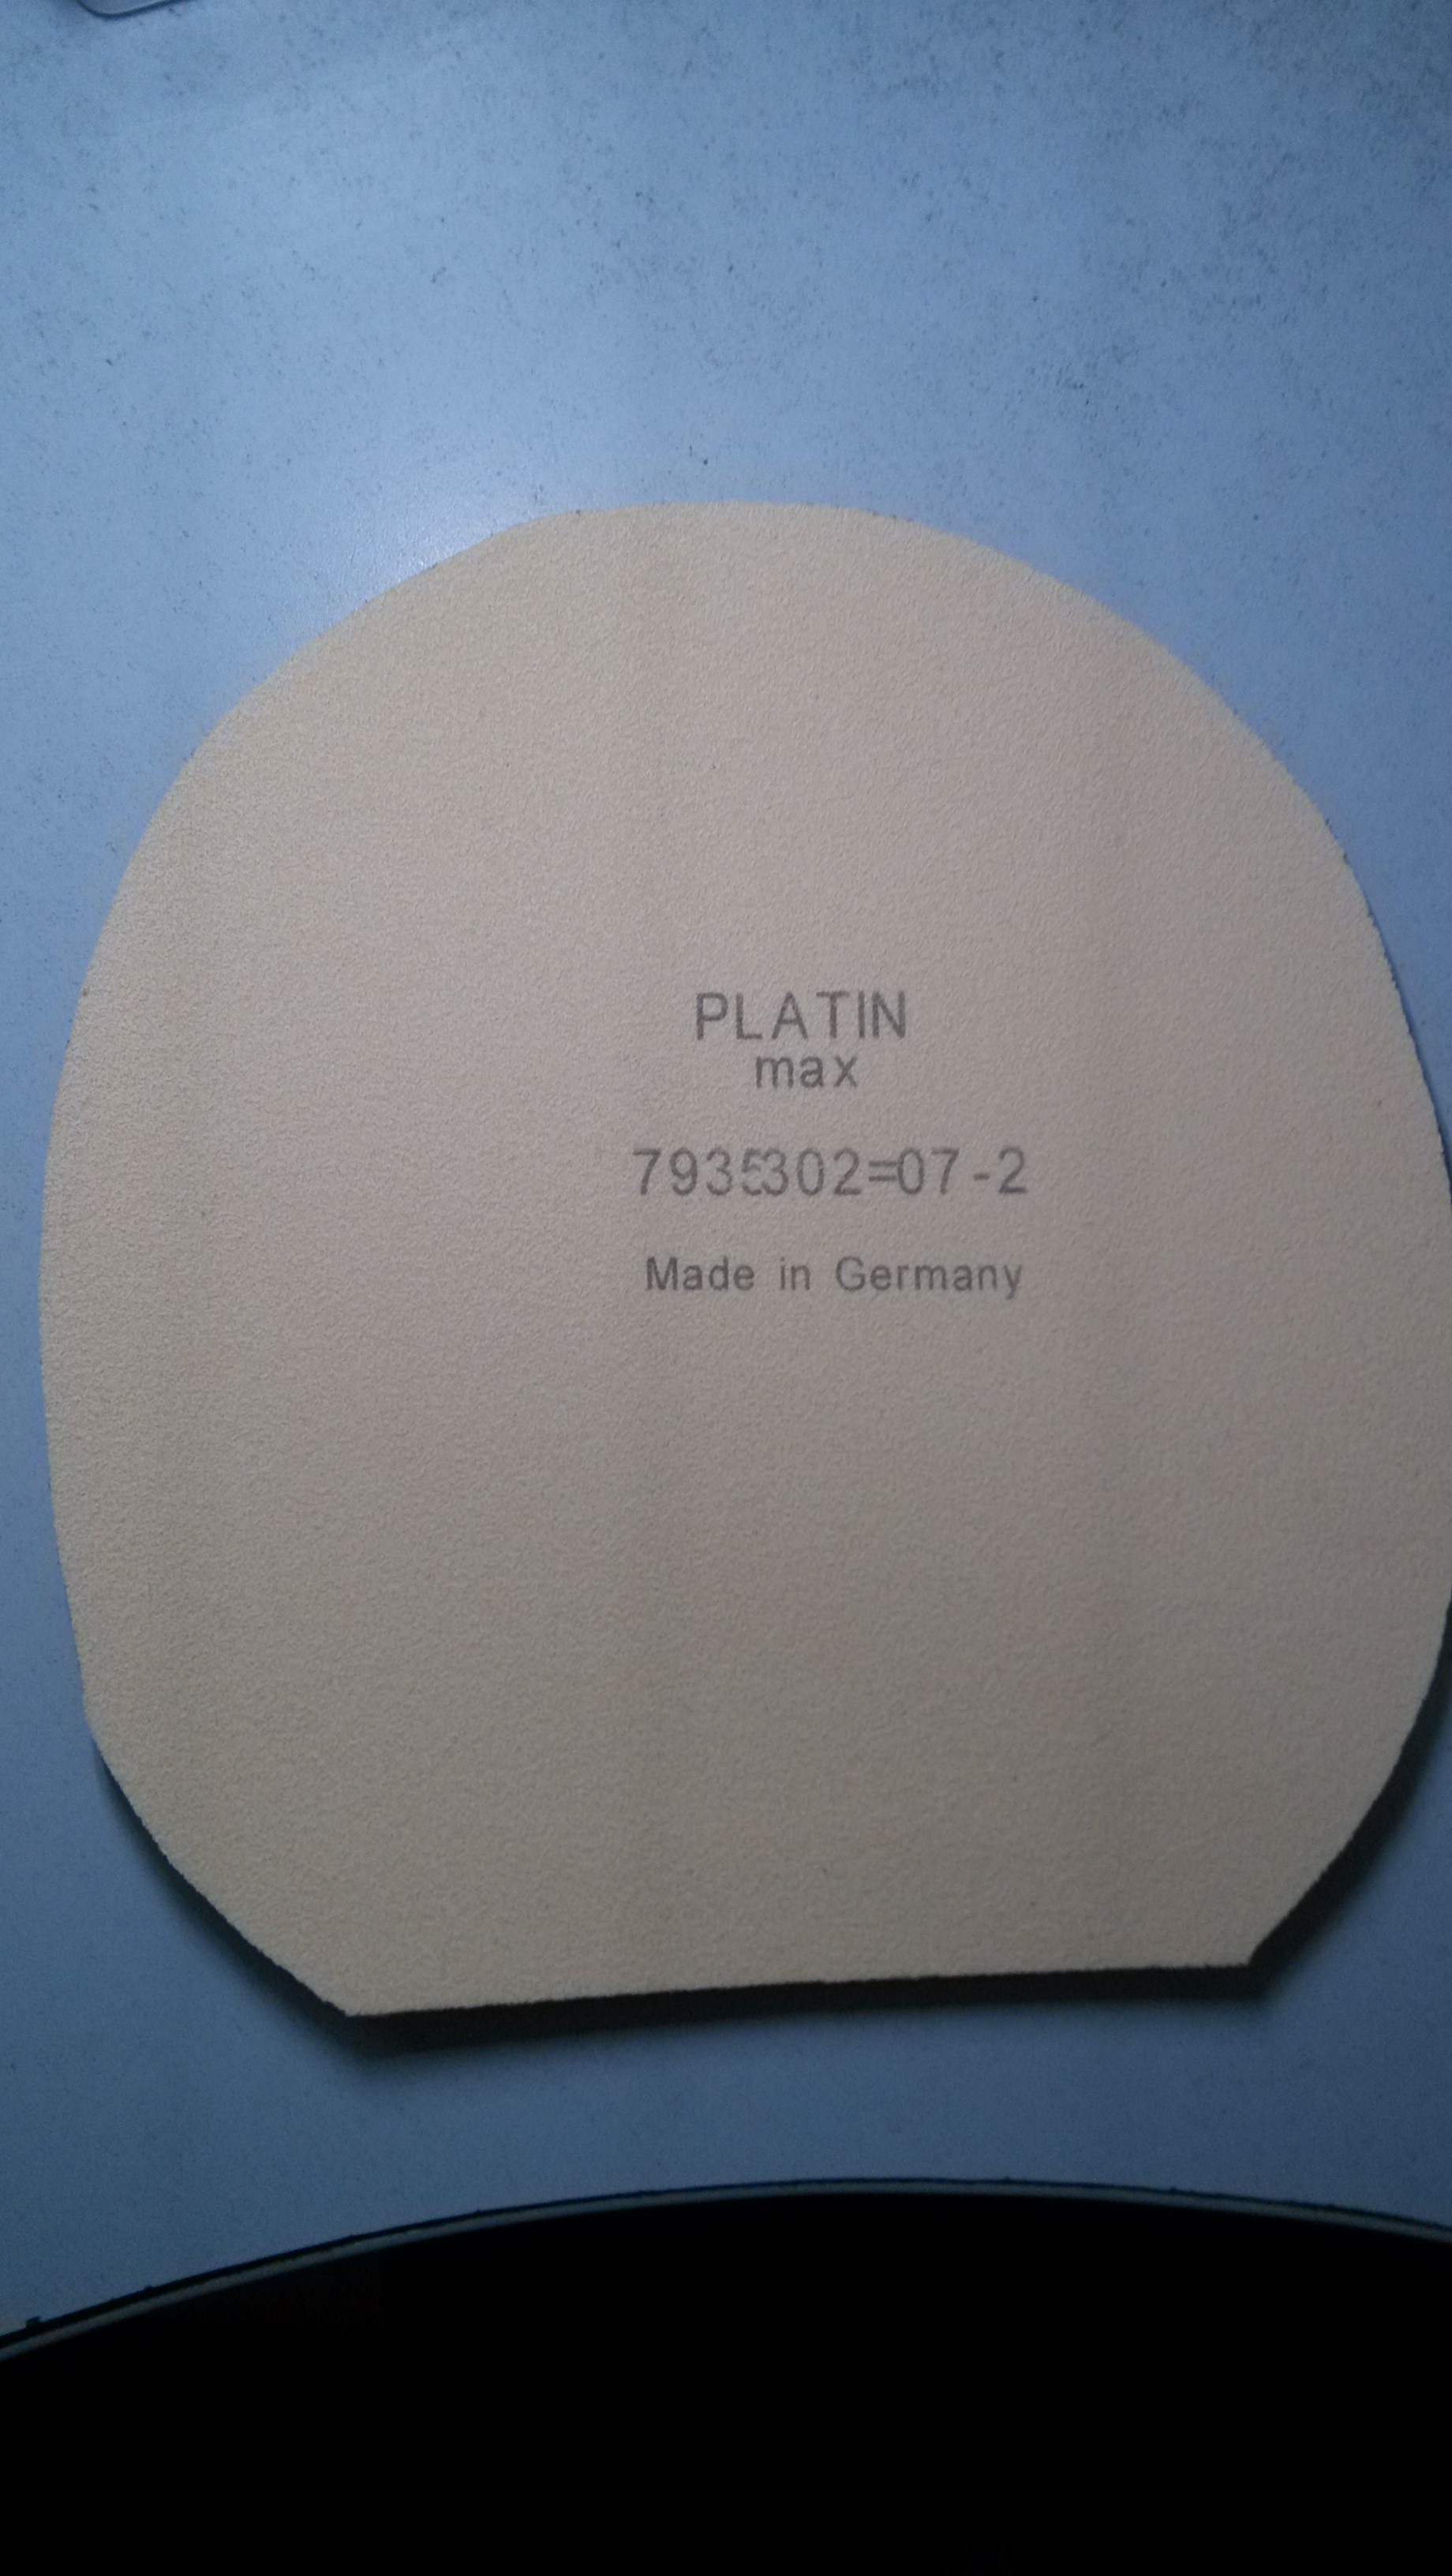 PLATIN
max
7935302=07-2
Made in Germany